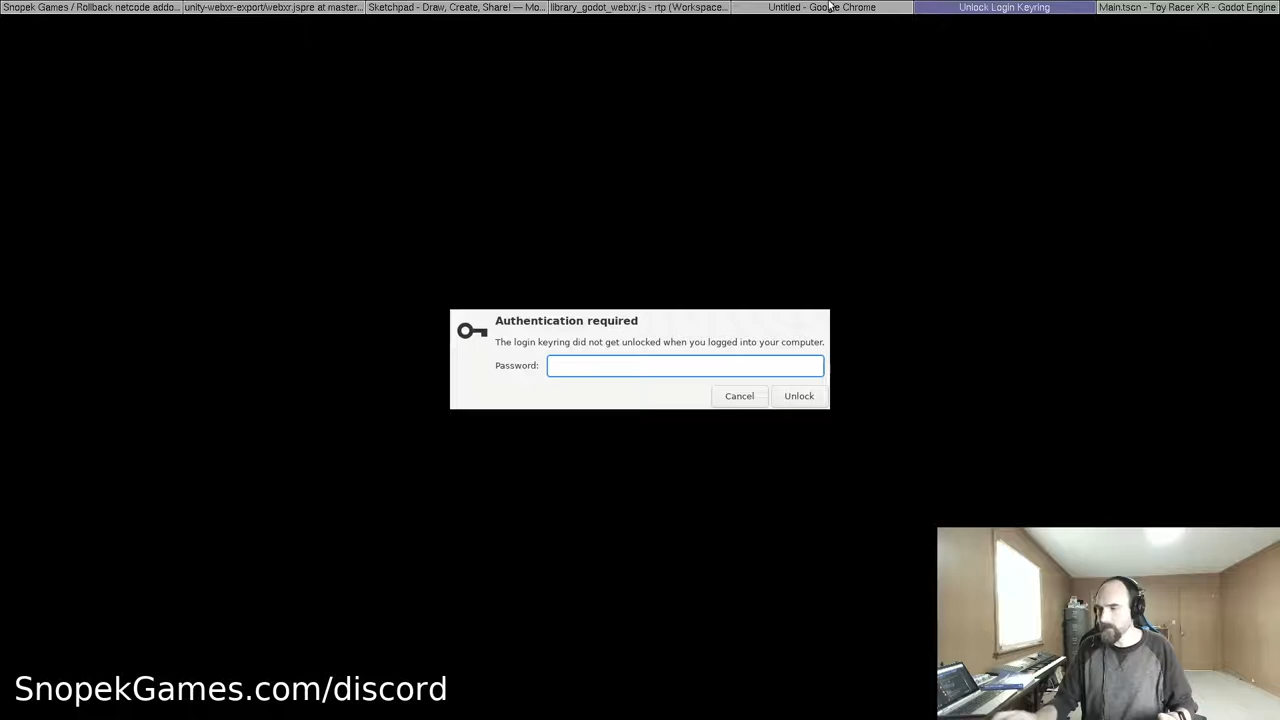 Snopek Games / Rollback netcode addo...
unity-webxr-export/webxr.jspre at master...
Sketchpad - Draw, Create, Share! — Mo...
library_godot_webxr.js - rtp (Workspace...
Untitled - Google Chrome
Unlock Login Keyring
Main.tscn - Toy Racer XR - Godot Engine
Authentication required
The login keyring did not get unlocked when you logged into your computer.
Password:
Cancel
Unlock
SnopekGames.com/discord